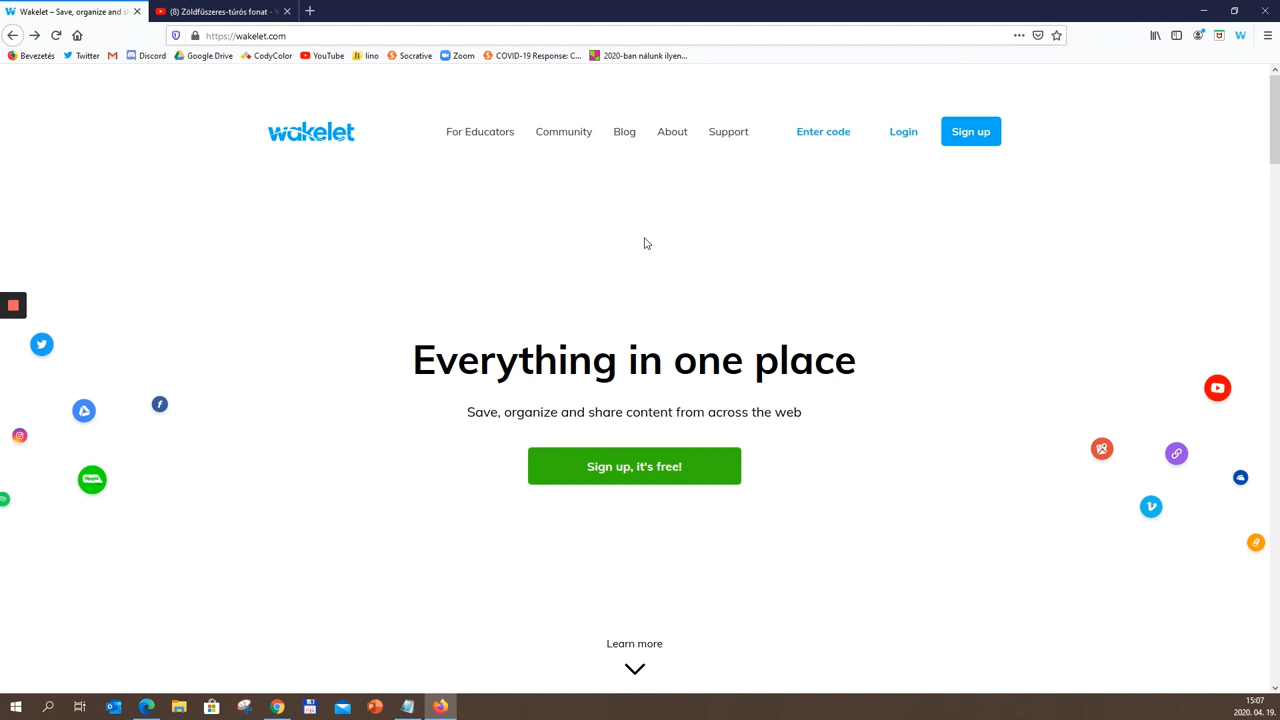 Wakelet – Save, organize and sh
(8) Zöldfűszeres-túrós fonat - Y
https://wakelet.com
Bevezetés
Twitter
Discord
Google Drive
CodyColor
YouTube
lino
Socrative
Zoom
COVID-19 Response: C...
2020-ban nálunk ilyen...
wakelet
For Educators
Community
Blog
About
Support
Enter code
Login
Sign up
Everything in one place
Save, organize and share content from across the web
Sign up, it's free!
Learn more
15:07
2020. 04. 19.